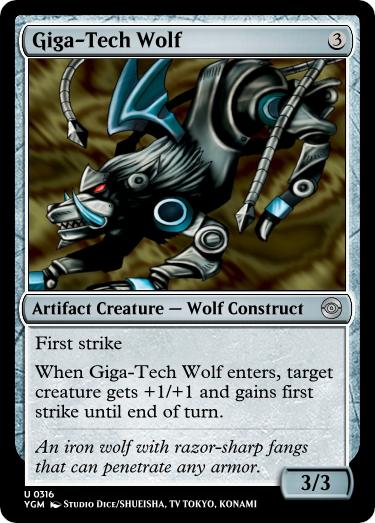 Giga-Tech Wolf 3
Artifact Creature — Wolf Construct
First strike
When Giga-Tech Wolf enters, target
creature gets +1/+1 and gains first
strike until end of turn.
An iron wolf with razor-sharp fangs
that can penetrate any armor.
3/3
U 0316
YGM Studio Dice/SHUEISHA, TV TOKYO, KONAMI